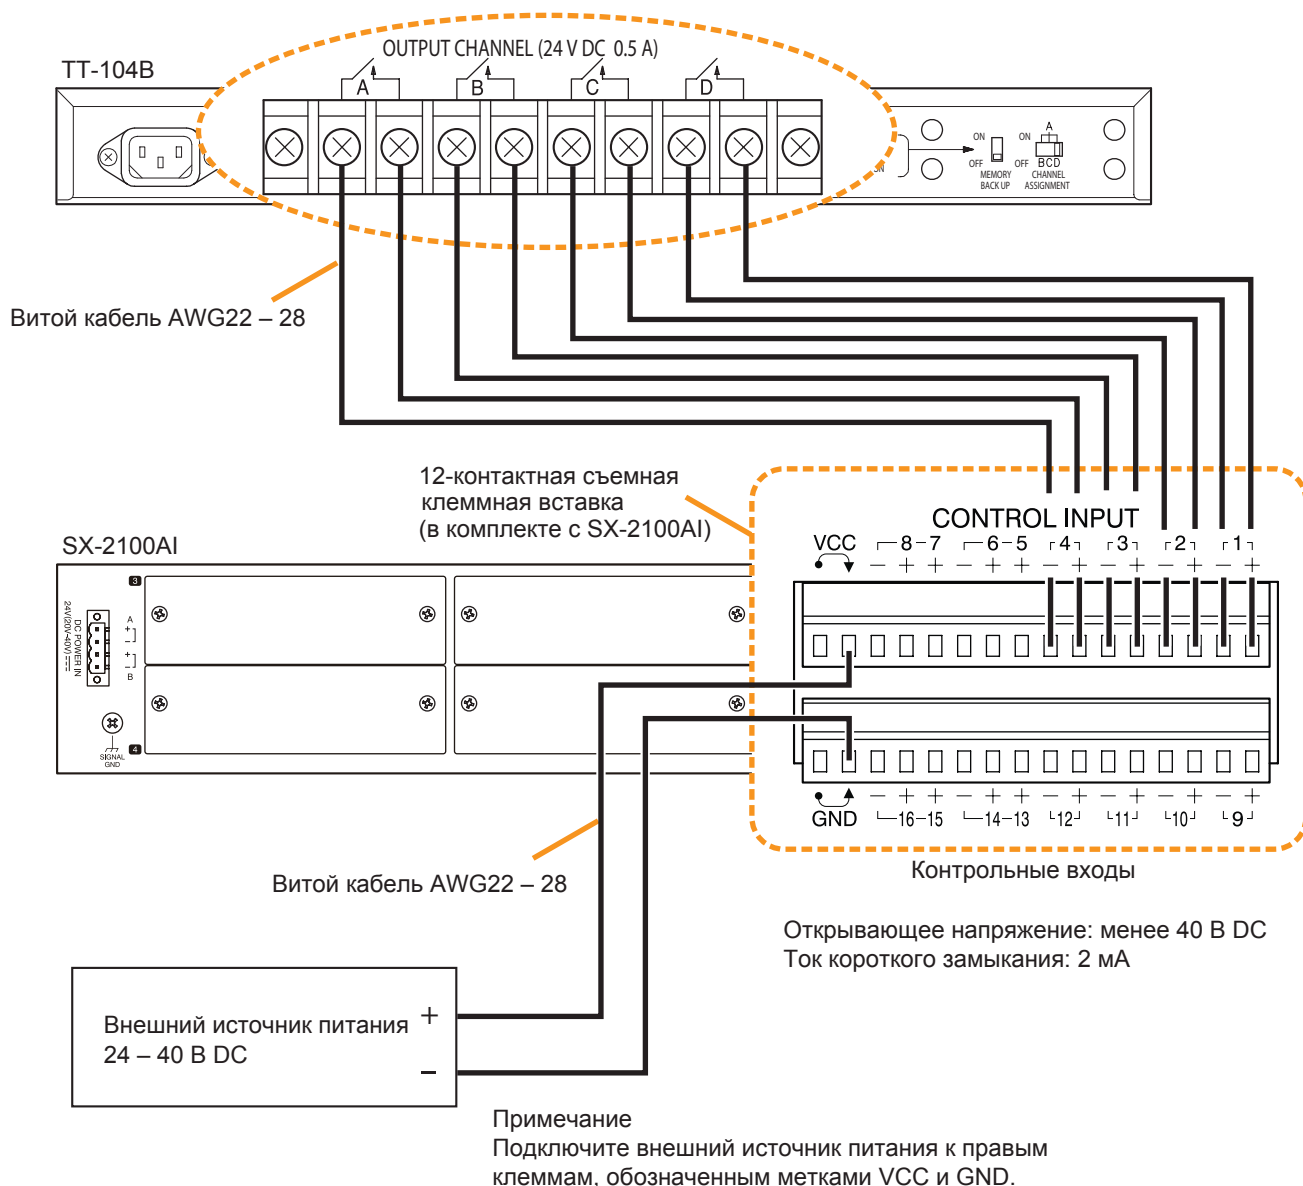 OUTPUT CHANNEL (24 V DC 0.5 A)
TT-104B
A B C D
ON
OFF
MEMORY
BACK UP
ON
A
OFF BCD
CHANNEL
ASSIGNMENT
ON
Витой кабель AWG22 – 28
12-контактная съемная
клеммная вставка
(в комплекте с SX-2100AI)
SX-2100AI
CONTROL INPUT
VCC 8 7 6 5 4 3 2 1
− + + − + + − + − + − + − +
3
24V(20V~40V)
DC POWER IN
A
+
−
+
−
B
SIGNAL
GND
4
− + + − + + − + − + − + − +
GND 16 15 14 13 12 11 10 9
Контрольные входы
Витой кабель AWG22 – 28
Открывающее напряжение: менее 40 В DC
Ток короткого замыкания: 2 мА
Внешний источник питания +
24 – 40 В DC −
Примечание
Подключите внешний источник питания к правым
клеммам, обозначенным метками VCC и GND.